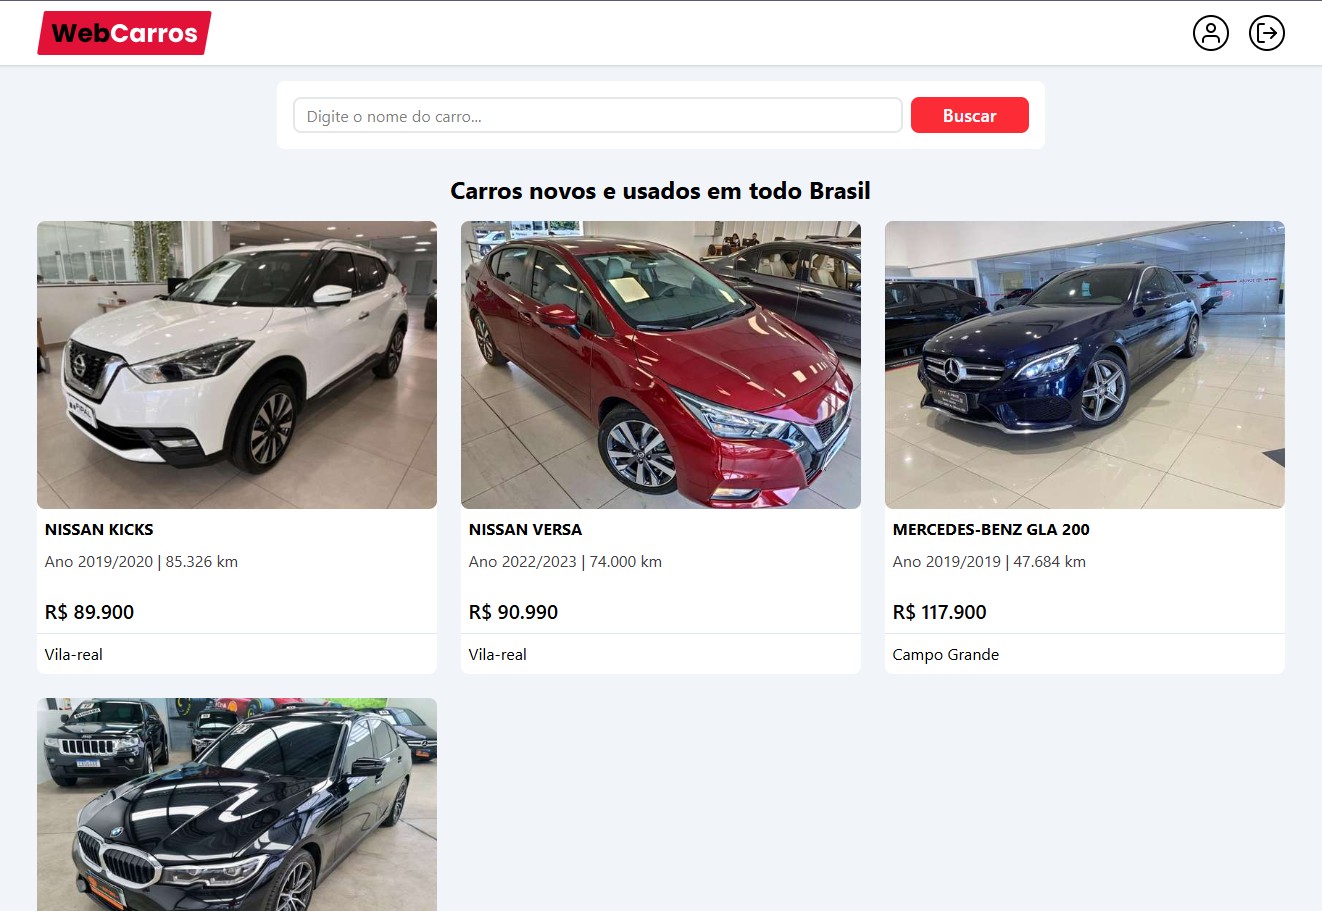 WebCarros
Digite o nome do carro...
Buscar
Carros novos e usados em todo Brasil
NISSAN KICKS
Ano 2019/2020 | 85.326 km
R$ 89.900
Vila-real
NISSAN VERSA
Ano 2022/2023 | 74.000 km
R$ 90.990
Vila-real
MERCEDES-BENZ GLA 200
Ano 2019/2019 | 47.684 km
R$ 117.900
Campo Grande